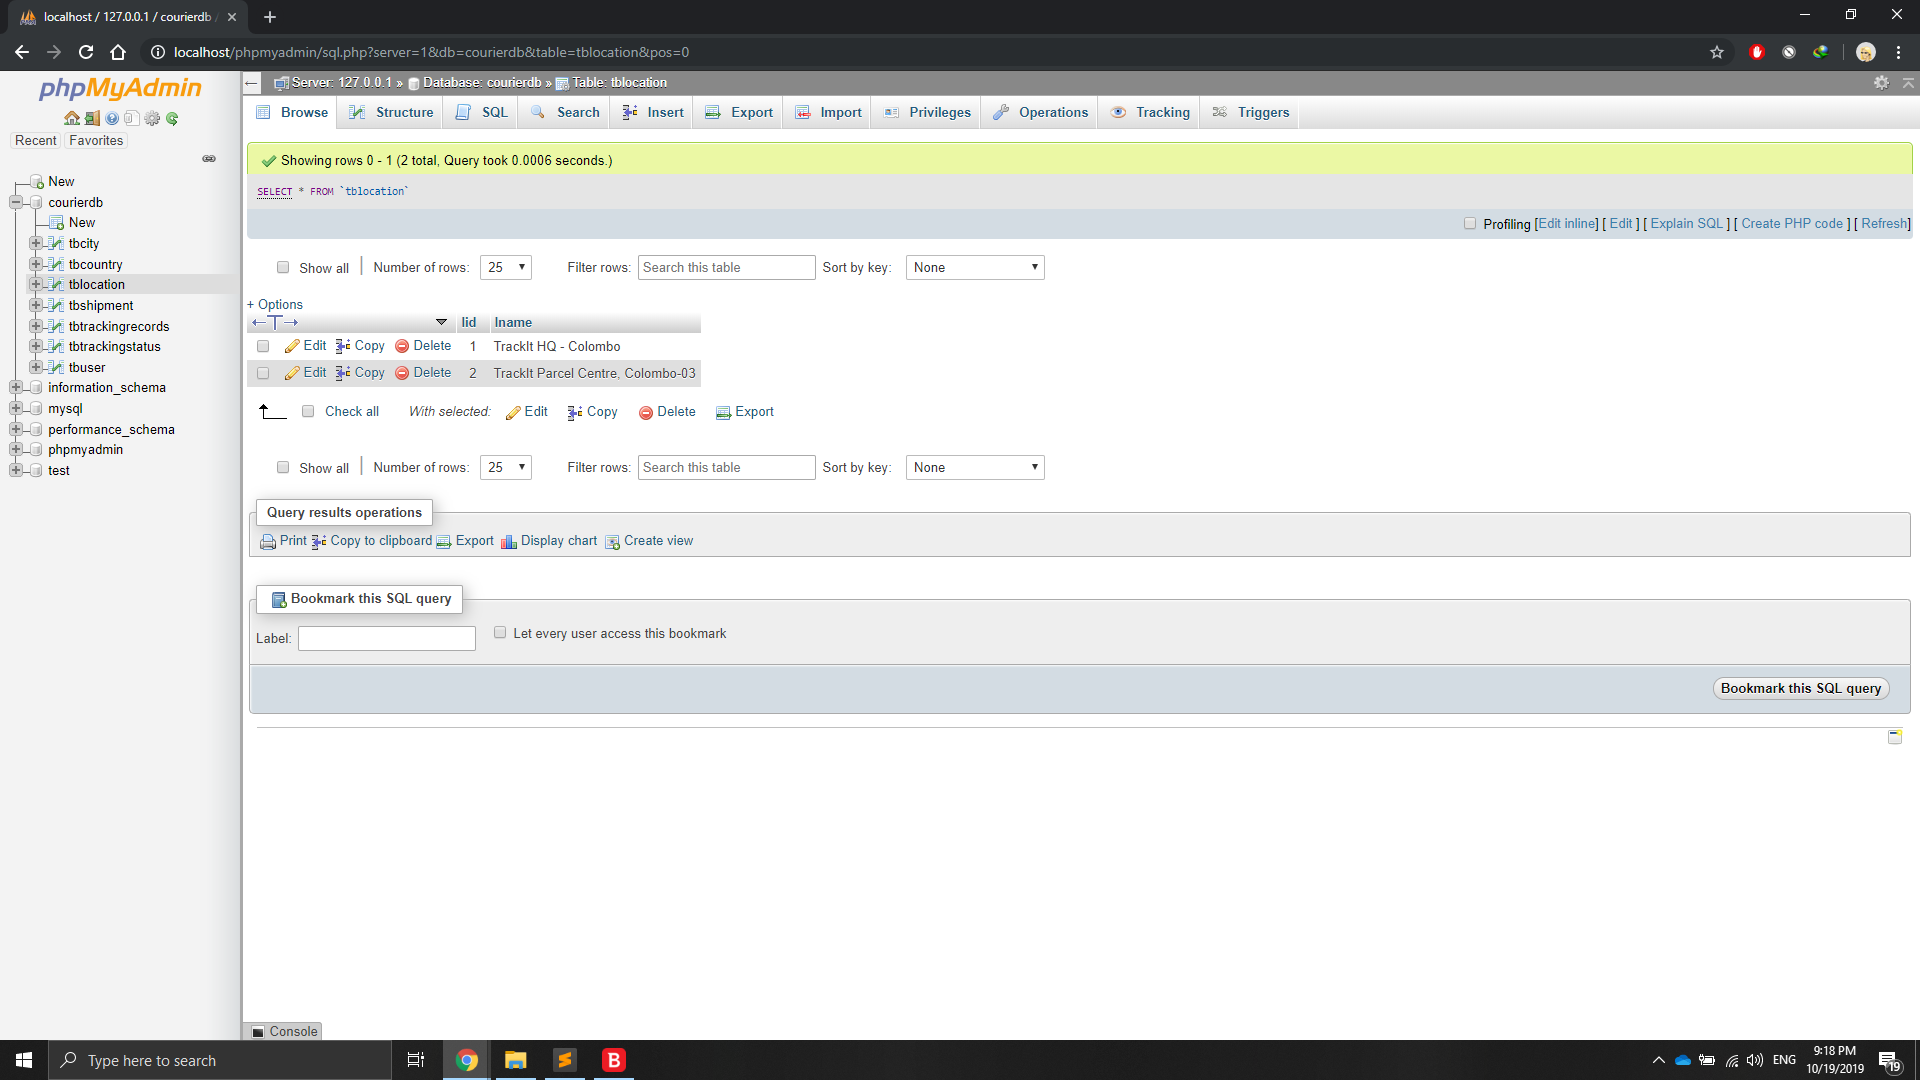 localhost / 127.0.0.1 / courierdb
localhost/phpmyadmin/sql.php?server=1&db=courierdb&table=tblocation&pos=0
phpMyAdmin
Recent Favorites
New
courierdb
New
tbcity
tbcountry
tblocation
tbshipment
tbtrackingrecords
tbtrackingstatus
tbuser
information_schema
mysql
performance_schema
phpmyadmin
test
Server: 127.0.0.1 » Database: courierdb » Table: tblocation
Browse Structure SQL Search Insert Export Import Privileges Operations Tracking Triggers
Showing rows 0 - 1 (2 total, Query took 0.0006 seconds.)
SELECT * FROM `tblocation`
Profiling [Edit inline] [ Edit ] [ Explain SQL ] [ Create PHP code ] [ Refresh]
Show all Number of rows: 25 Filter rows: Search this table Sort by key: None
+ Options
←T→ lid lname
Edit Copy Delete 1 TrackIt HQ - Colombo
Edit Copy Delete 2 TrackIt Parcel Centre, Colombo-03
Check all With selected: Edit Copy Delete Export
Show all Number of rows: 25 Filter rows: Search this table Sort by key: None
Query results operations
Print Copy to clipboard Export Display chart Create view
Bookmark this SQL query
Label: Let every user access this bookmark
Bookmark this SQL query
Console
Type here to search
B
ENG
9:18 PM
10/19/2019
19